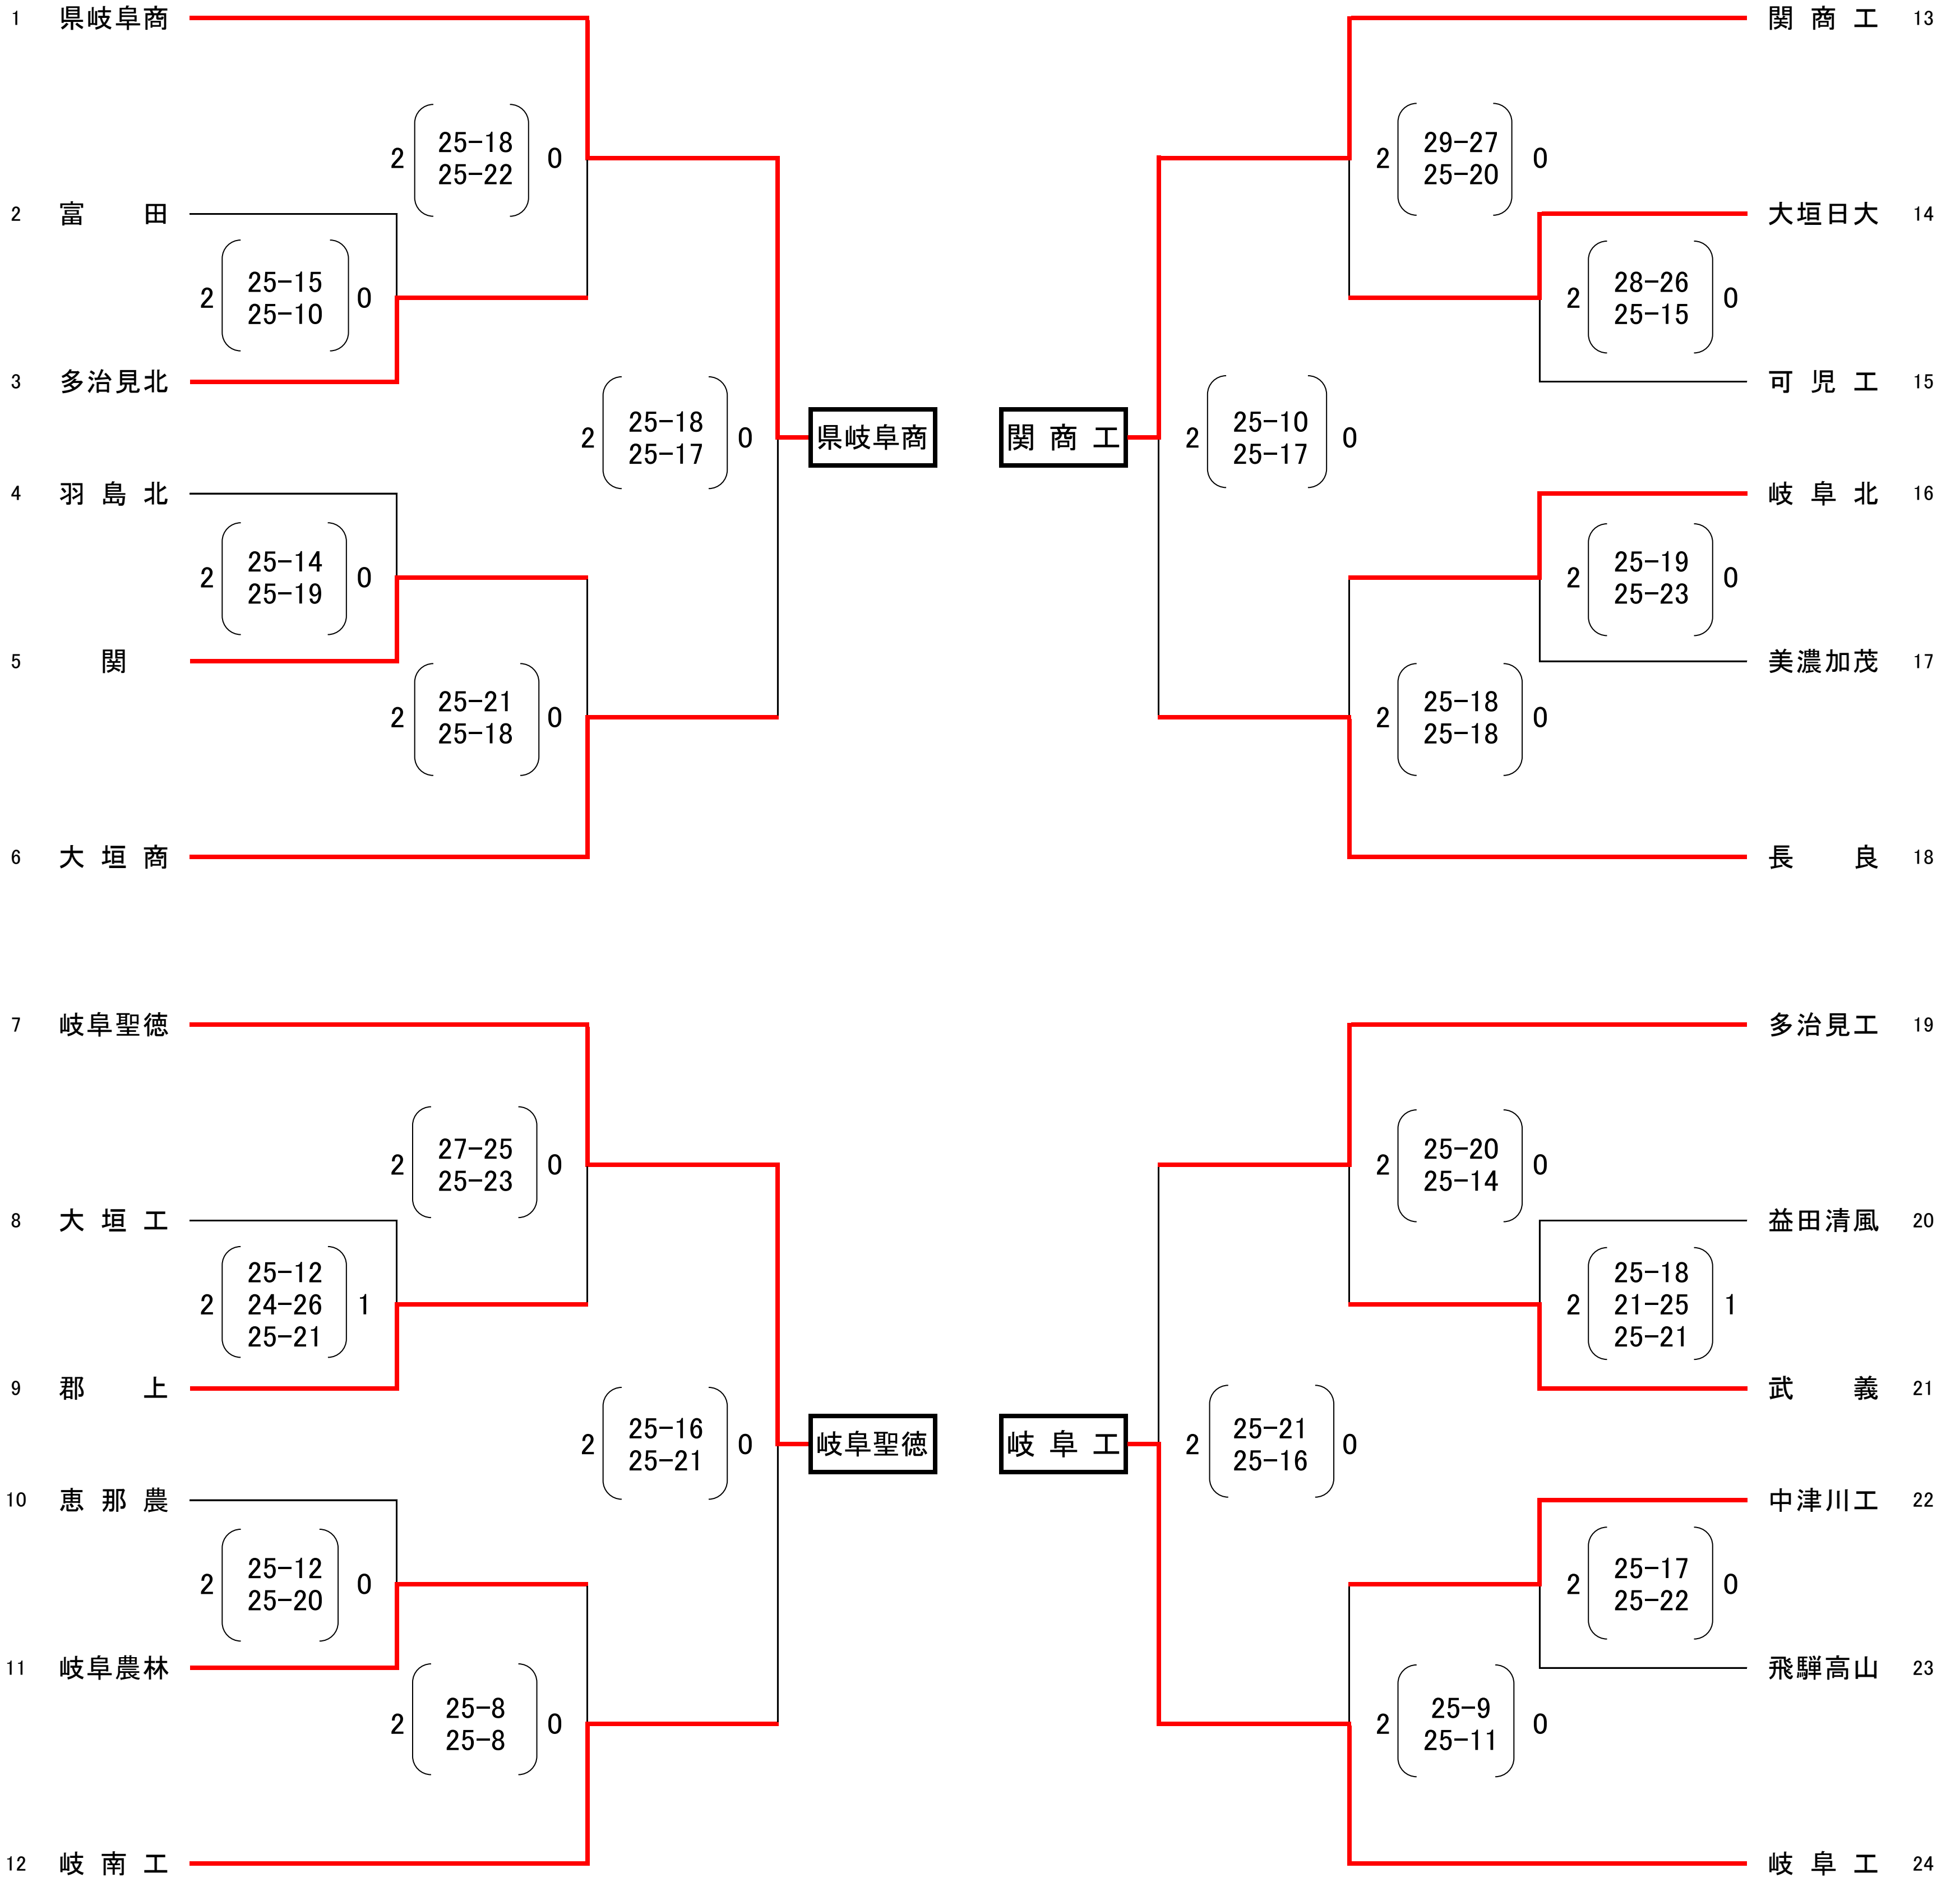 1 県岐阜商
2 富 田
3 多治見北
4 羽 島 北
5 関
6 大 垣 商
2 25-18 25-22 0
2 25-15 25-10 0
2 25-18 25-17 0
県岐阜商
2 25-14 25-19 0
2 25-21 25-18 0
関 商 工 13
大垣日大 14
可 児 工 15
岐 阜 北 16
美濃加茂 17
長 良 18
2 29-27 25-20 0
2 28-26 25-15 0
関 商 工
2 25-10 25-17 0
2 25-19 25-23 0
2 25-18 25-18 0
7 岐阜聖徳
8 大 垣 工
9 郡 上
10 恵 那 農
11 岐阜農林
12 岐 南 工
2 27-25 25-23 0
2 25-12 24-26 25-21 1
2 25-16 25-21 0
岐阜聖徳
2 25-12 25-20 0
2 25-8 25-8 0
多治見工 19
益田清風 20
武 義 21
中津川工 22
飛騨高山 23
岐 阜 工 24
2 25-20 25-14 0
2 25-18 21-25 25-21 1
岐 阜 工
2 25-21 25-16 0
2 25-17 25-22 0
2 25-9 25-11 0